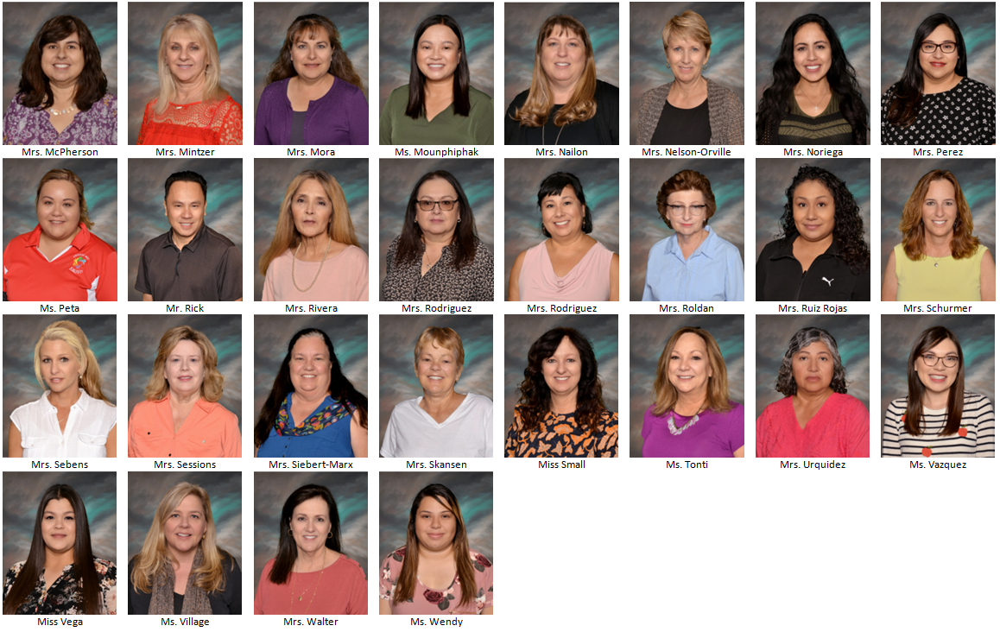 Mrs. McPherson
Mrs. Mintzer
Mrs. Mora
Ms. Mounphiphak
Mrs. Nailon
Mrs. Nelson-Orville
Mrs. Noriega
Mrs. Perez
Ms. Peta
Mr. Rick
Mrs. Rivera
Mrs. Rodriguez
Mrs. Rodriguez
Mrs. Roldan
Mrs. Ruiz Rojas
Mrs. Schurmer
Mrs. Sebens
Mrs. Sessions
Mrs. Siebert-Marx
Mrs. Skansen
Miss Small
Ms. Tonti
Mrs. Urquidez
Ms. Vazquez
Miss Vega
Ms. Village
Mrs. Walter
Ms. Wendy